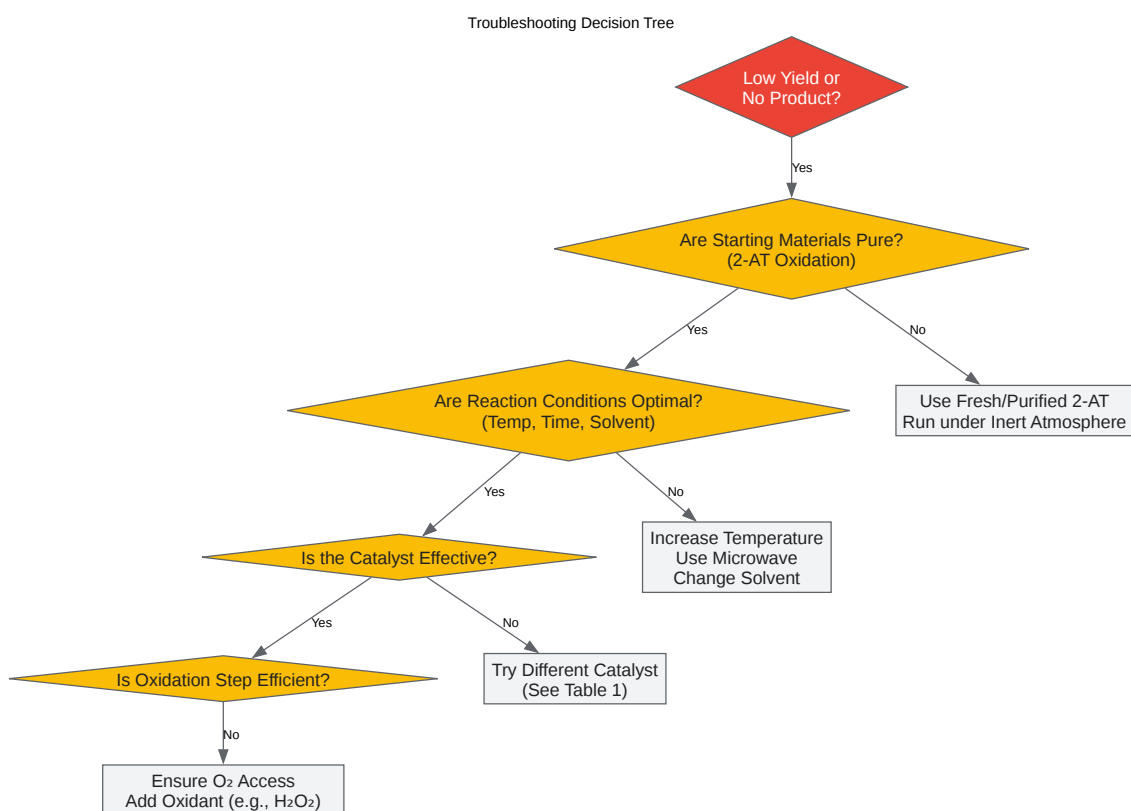 Troubleshooting Decision Tree
Low Yield or
No Product?
Yes
Are Starting Materials Pure?
(2-AT Oxidation)
Yes
No
Are Reaction Conditions Optimal?
(Temp, Time, Solvent)
Use Fresh/Purified 2-AT
Run under Inert Atmosphere
Yes
No
Is the Catalyst Effective?
Increase Temperature
Use Microwave
Change Solvent
Yes
No
Is Oxidation Step Efficient?
Try Different Catalyst
(See Table 1)
No
Ensure O₂ Access
Add Oxidant (e.g., H₂O₂)